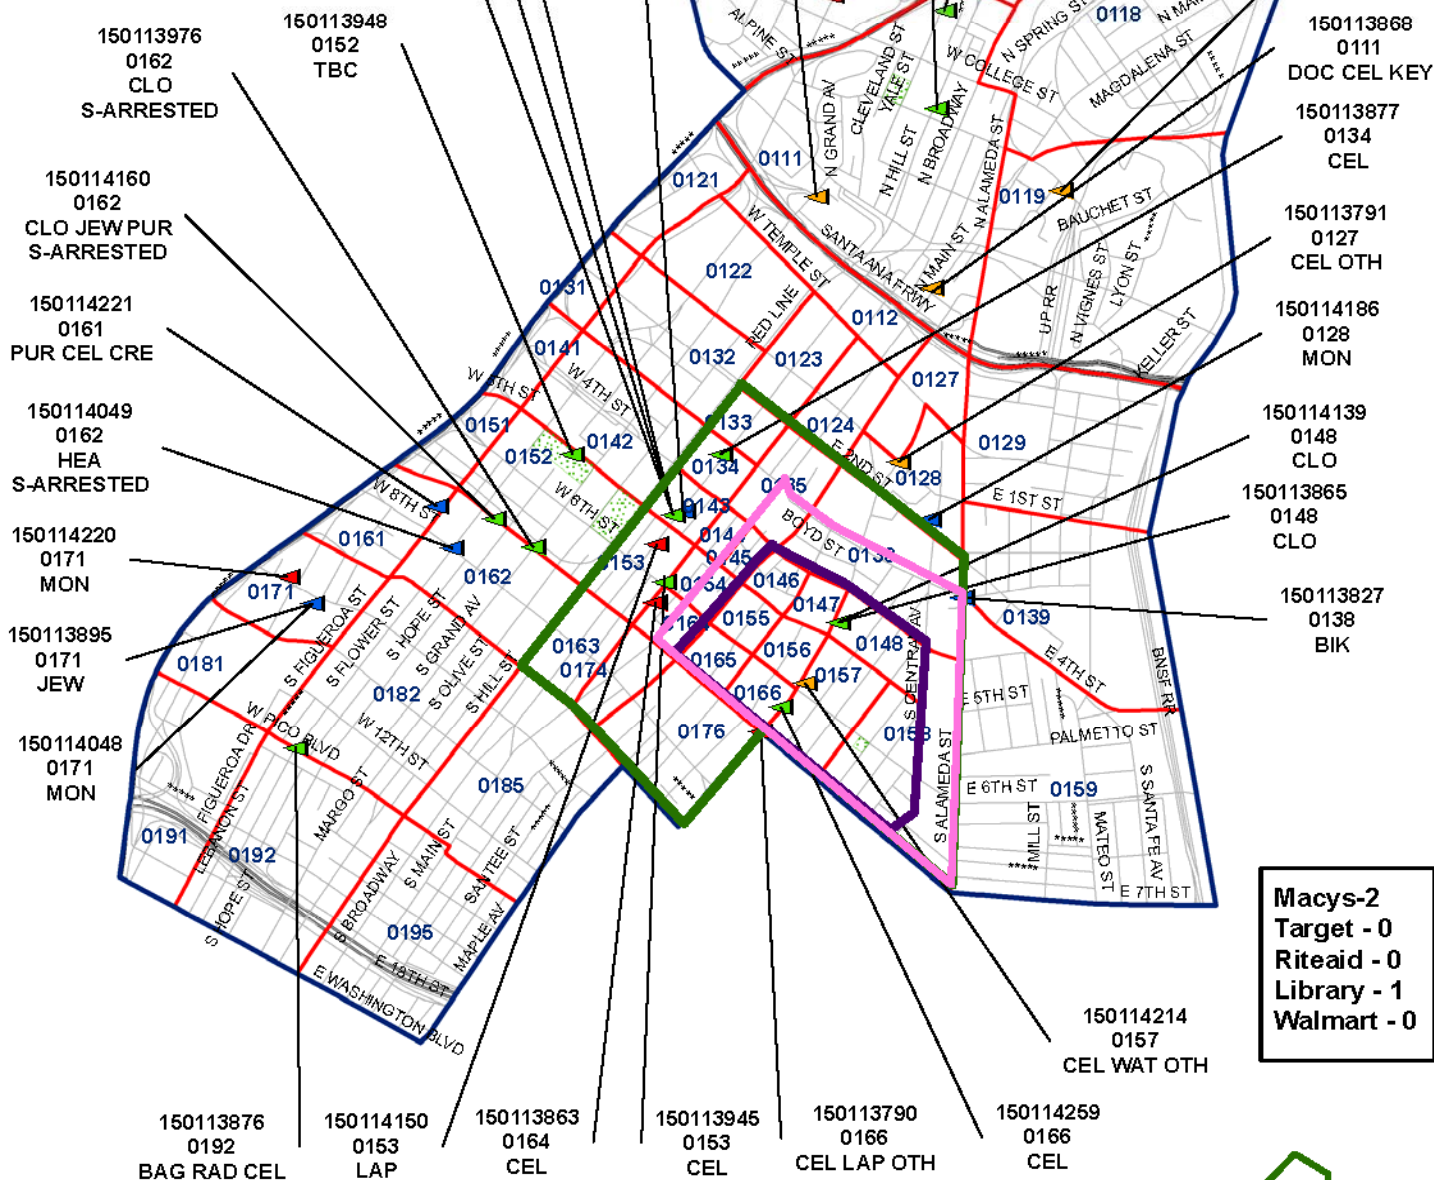 150113976
0162
CLO
S-ARRESTED
150113948
0152
TBC
150113868
0111
DOC CEL KEY
150113877
0134
CEL
150113791
0127
CEL OTH
150114186
0128
MON
150114139
0148
CLO
150113865
0148
CLO
150113827
0138
BIK
150114160
0162
CLO JEW PUR
S-ARRESTED
150114221
0161
PUR CEL CRE
150114049
0162
HEA
S-ARRESTED
150114220
0171
MON
150113895
0171
JEW
150114048
0171
MON
ALPINE ST
CLEVELAND ST
YALE ST
N SPRING ST
0118
W COLLEGE ST
MAGDALENA ST
N GRAND AV
N HILL ST
N BROADWAY
N ALAMEDA ST
0111
0121
0119
BAUCHET ST
W TEMPLE ST
SANTA ANA FRWY
N MAIN ST
LYON ST
N VIGNES ST
UP RR
KELLER ST
0122
0131
RED LINE
0112
0141
0132
0123
0127
W 5TH ST
W 4TH ST
0151
0152
0142
0133
0124
E 2ND ST
0129
0134
0128
0135
E 1ST ST
W 8TH ST
W 6TH ST
0143
BOYD ST
0161
0153
0162
0146
0147
0139
0171
0155
0148
S FIGUEROA ST
S FLOWER ST
S HOPE ST
S GRAND AV
S OLIVE ST
S HILL ST
0163
0174
0165
0156
0157
S CENTRAL AV
E 4TH ST
BNSF RR
0181
0182
0166
0176
E 5TH ST
PALMETTO ST
W PICO BLVD
W 12TH ST
0185
S ALAMEDA ST
E 6TH ST
0159
FIGUEROA DR
LEBANON ST
MARGO ST
MILL ST
MATEO ST
S SANTA FE AV
E 7TH ST
0191
0192
S HOPE ST
S BROADWAY
S MAIN ST
SANTEE ST
MAPLE AV
0195
E 18TH ST
E WASHINGTON BLVD
Macys-2
Target - 0
Riteaid - 0
Library - 1
Walmart - 0
150114214
0157
CEL WAT OTH
150113876
0192
BAG RAD CEL
150114150
0153
LAP
150113863
0164
CEL
150113945
0153
CEL
150113790
0166
CEL LAP OTH
150114259
0166
CEL